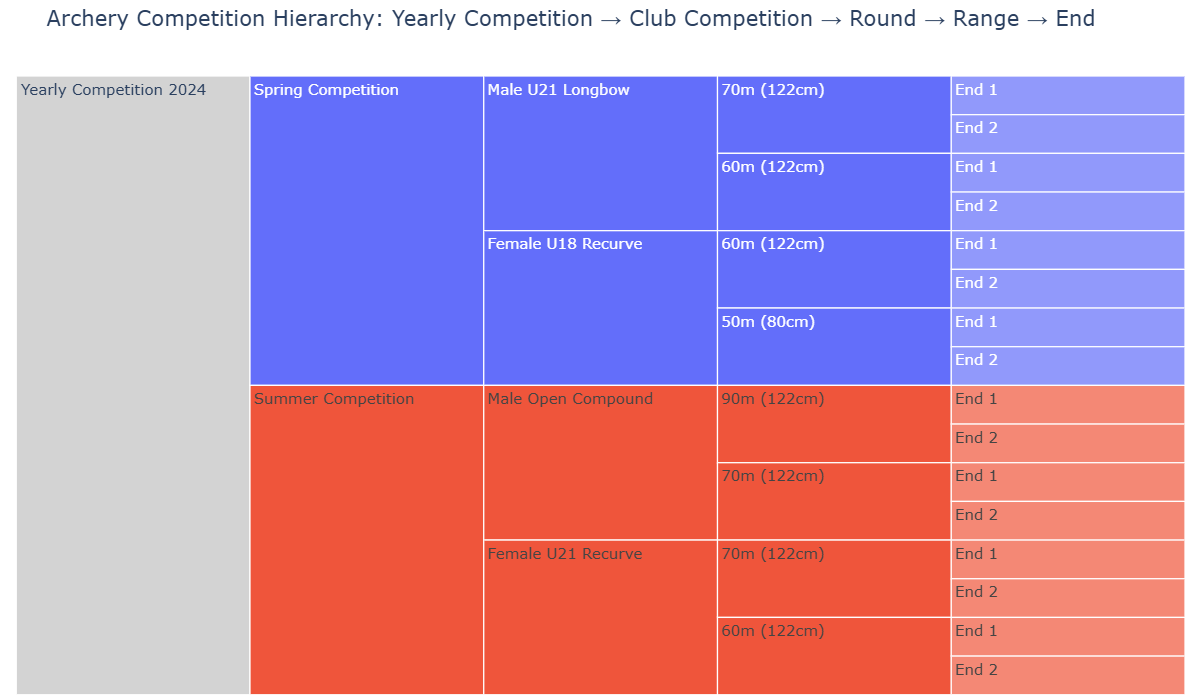 Archery Competition Hierarchy: Yearly Competition → Club Competition → Round → Range → End
Yearly Competition 2024
Spring Competition
Male U21 Longbow
70m (122cm)
End 1
End 2
60m (122cm)
End 1
End 2
Female U18 Recurve
60m (122cm)
End 1
End 2
50m (80cm)
End 1
End 2
Summer Competition
Male Open Compound
90m (122cm)
End 1
End 2
70m (122cm)
End 1
End 2
Female U21 Recurve
70m (122cm)
End 1
End 2
60m (122cm)
End 1
End 2